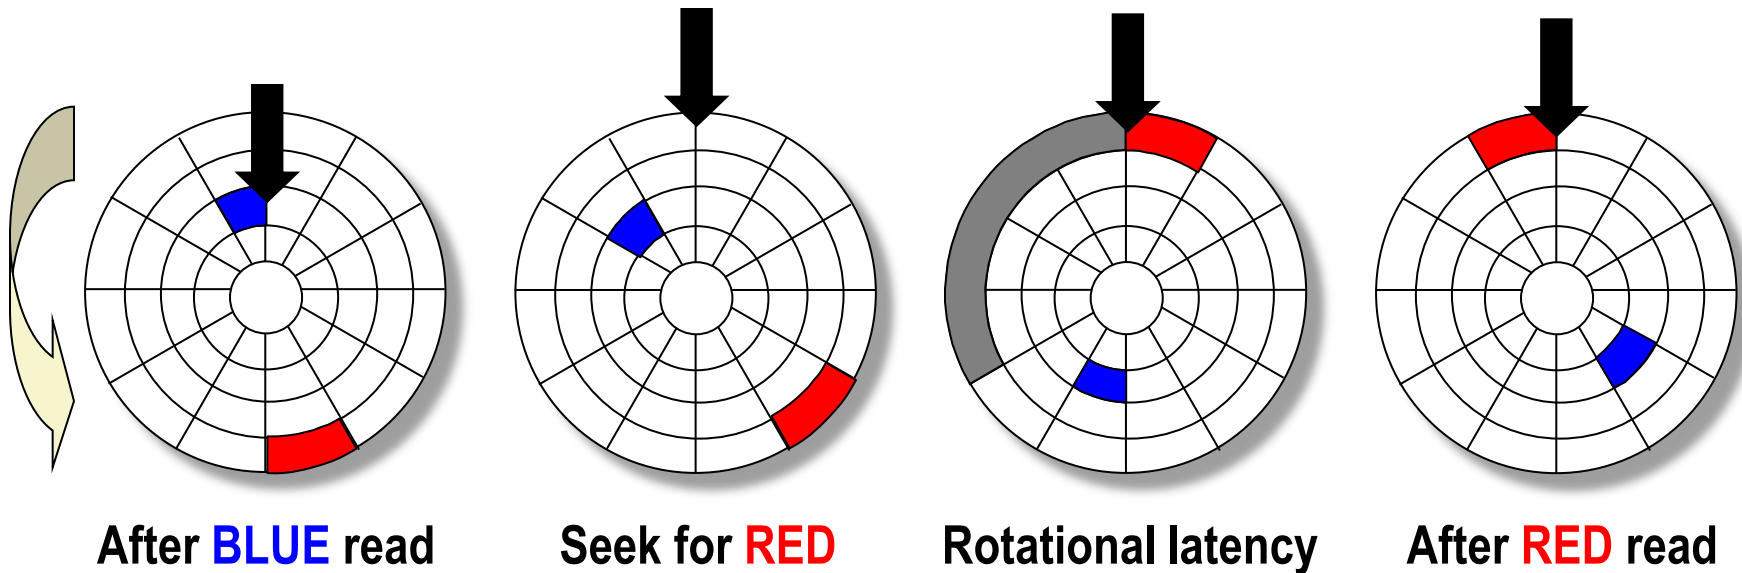 After BLUE read
Seek for RED
Rotational latency
After RED read